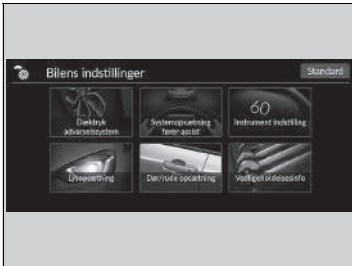 Bilens indstillinger
Standard
Dæktryk
advarselssystem
Systemopsætning
fører-assist
60
Instrument indstilling
Lysopsætning
Dør/rude opsætning
Vedligeholdelsesinfo